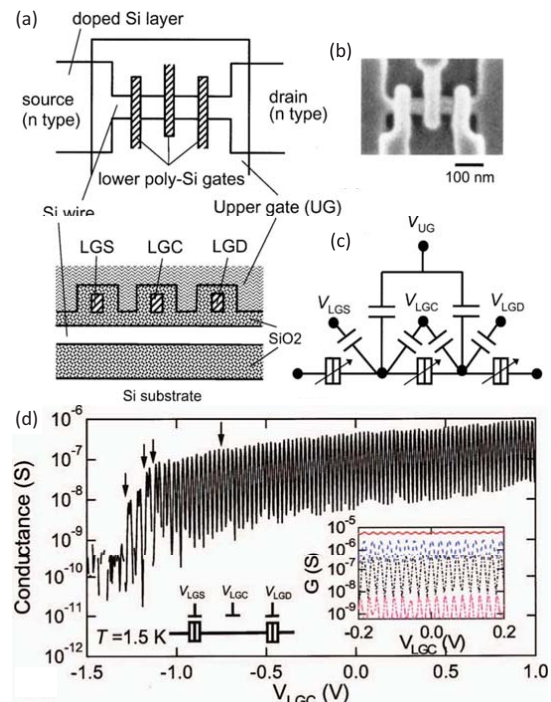 (a)
doped Si layer
source
(n type)
drain
(n type)
lower poly-Si gates
Si wire
Upper gate (UG)
LGS LGC LGD
SiO2
Si substrate
(b)
100 nm
(c)
VUG
VLGS VLGC VLGD
(d)
Conductance (S)
10-6
10-7
10-8
10-9
10-10
10-11
10-12
-1.5 -1.0 -0.5 0.0 0.5 1.0
VLGC (V)
T = 1.5 K
VLGS VLGC VLGD
G (S)
10-5
10-6
10-7
10-8
10-9
-0.2 0.0 0.2
VLGC (V)